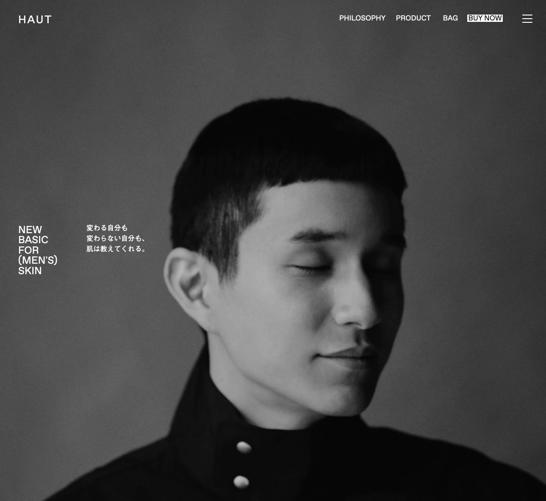 HAUT
PHILOSOPHY PRODUCT BAG BUY NOW
NEW
BASIC
FOR
(MEN'S)
SKIN
変わる自分も
変わらない自分も、
肌は教えてくれる。